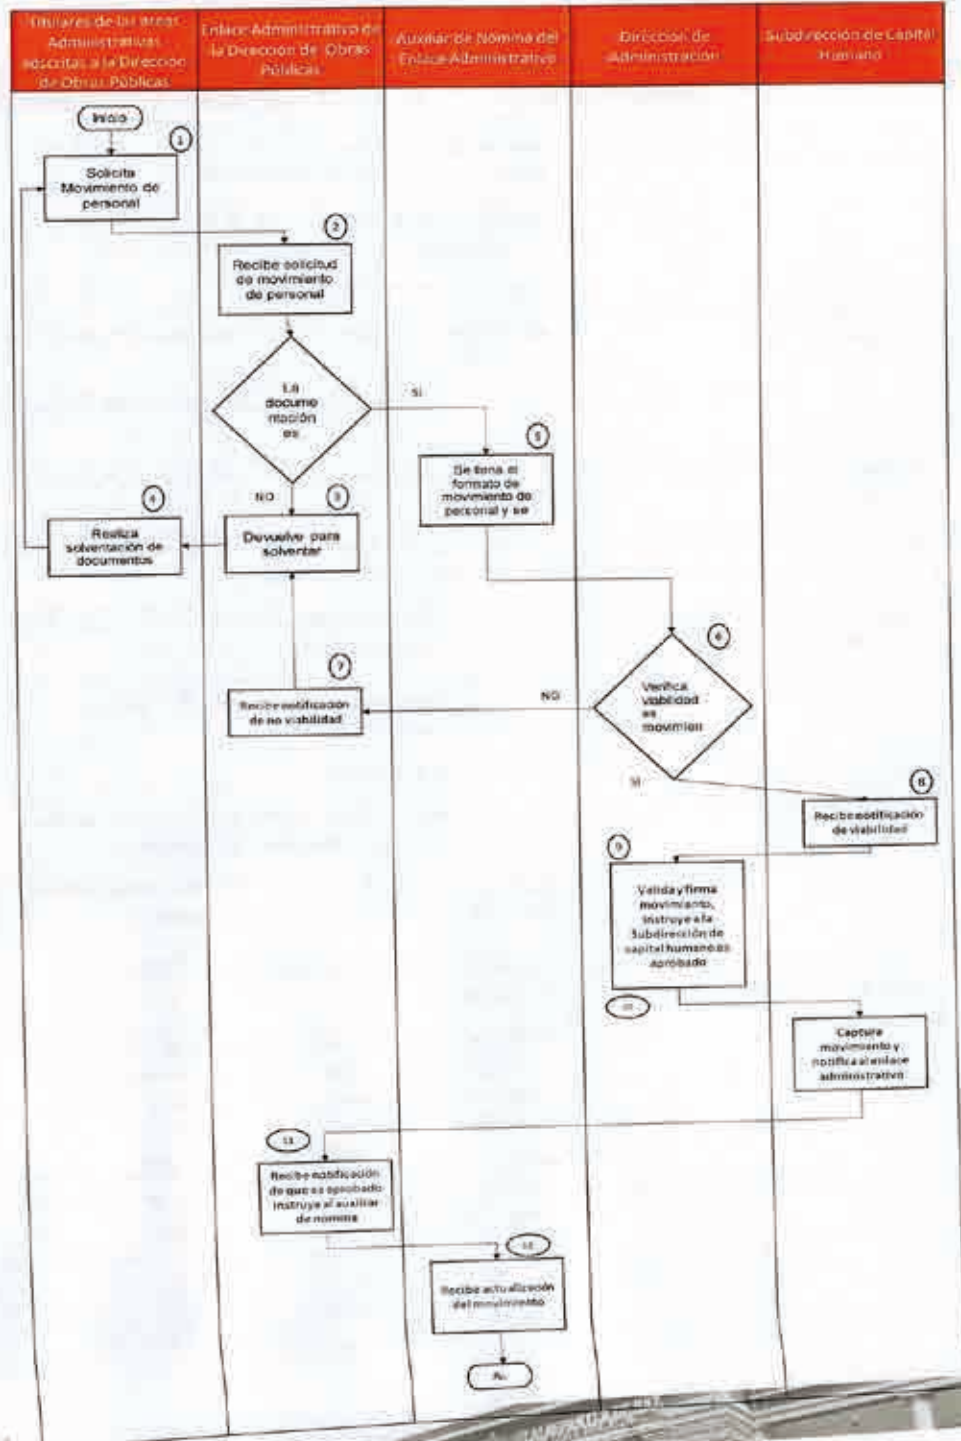 Titulares de las áreas
Administrativas
adscritas a la Dirección
de Obras Públicas
Enlace Administrativo de
la Dirección de Obras
Públicas
Auxiliar de Nómina del
Enlace Administrativo
Dirección de
Administración
Subdirección de Capital
Humano
Inicio
1
Solicita
Movimiento de
personal
2
Recibe solicitud
de movimiento
de personal
La
docume
ntación
es
SI
5
Se llena el
formato de
movimiento de
personal y se
NO
3
Devuelve para
solventar
4
Realiza
solventación de
documentos
6
Verifica
viabilidad
es
movimien
NO
7
Recibe notificación
de no viabilidad
SI
8
Recibe notificación
de viabilidad
9
Valida y firma
movimiento,
instruye a la
Subdirección de
capital humano es
aprobado
10
Captura
movimiento y
notifica al enlace
administrativo
11
Recibe notificación
de que es aprobado
instruye al auxiliar
de nomina
12
Recibe actualización
del movimiento